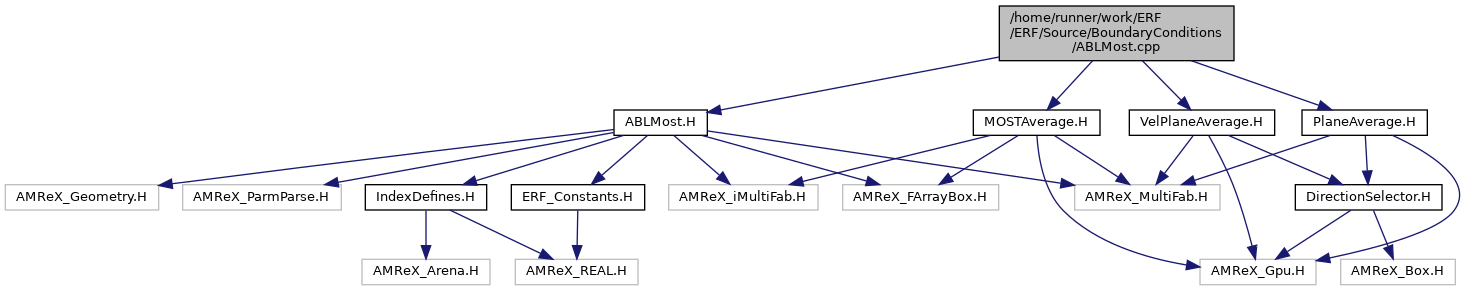 /home/runner/work/ERF
/ERF/Source/BoundaryConditions
/ABLMost.cpp
ABLMost.H
MOSTAverage.H
VelPlaneAverage.H
PlaneAverage.H
AMReX_Geometry.H
AMReX_ParmParse.H
IndexDefines.H
ERF_Constants.H
AMReX_iMultiFab.H
AMReX_FArrayBox.H
AMReX_MultiFab.H
DirectionSelector.H
AMReX_Arena.H
AMReX_REAL.H
AMReX_Gpu.H
AMReX_Box.H